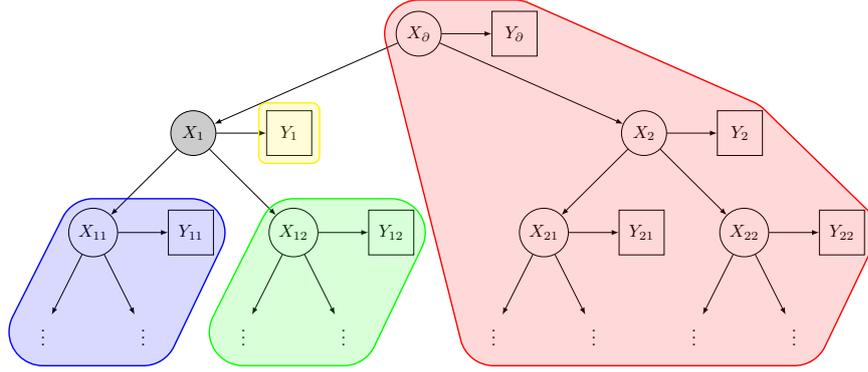 X∂ Y∂
X1 Y1 X2 Y2
X11 Y11 X12 Y12 X21 Y21 X22 Y22
⋮ ⋮ ⋮ ⋮ ⋮ ⋮ ⋮ ⋮